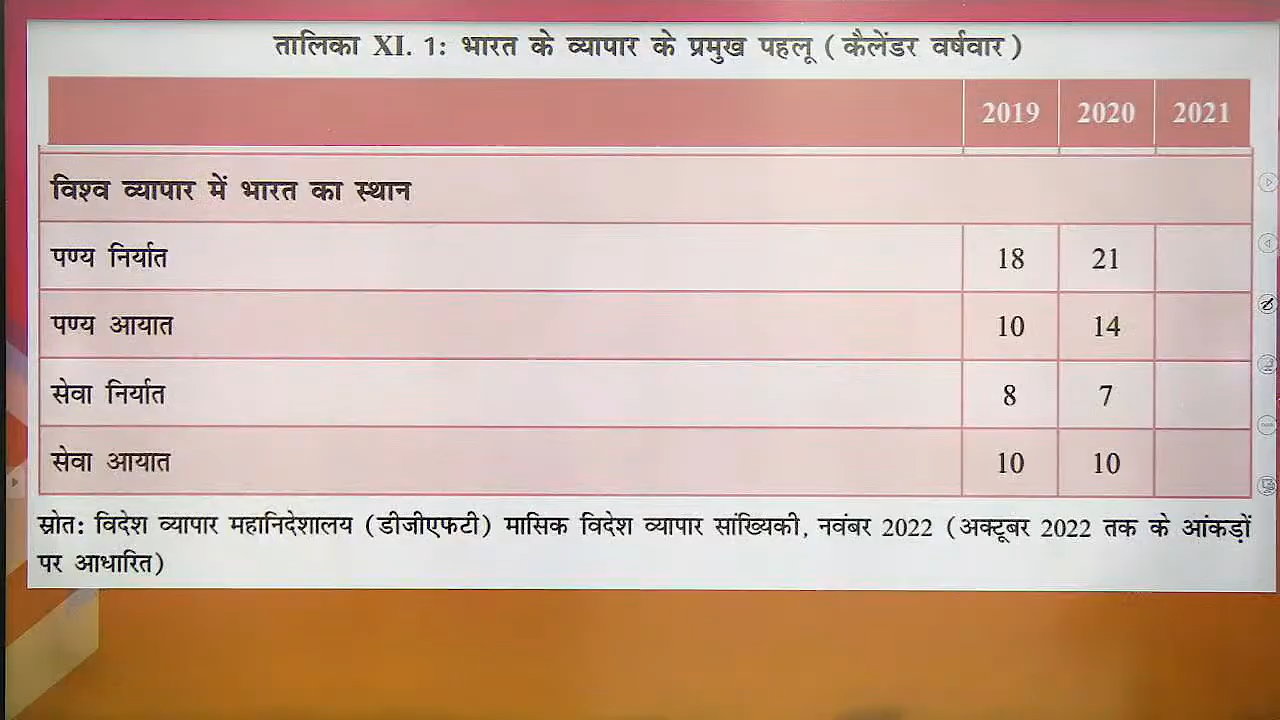 तालिका XI. 1: भारत के व्यापार के प्रमुख पहलू ( कैलेंडर वर्षवार )
2019 2020 2021
विश्व व्यापार में भारत का स्थान
पण्य निर्यात 18 21
पण्य आयात 10 14
सेवा निर्यात 8 7
सेवा आयात 10 10
स्रोत: विदेश व्यापार महानिदेशालय (डीजीएफटी) मासिक विदेश व्यापार सांख्यिकी, नवंबर 2022 (अक्टूबर 2022 तक के आंकड़ों
पर आधारित)